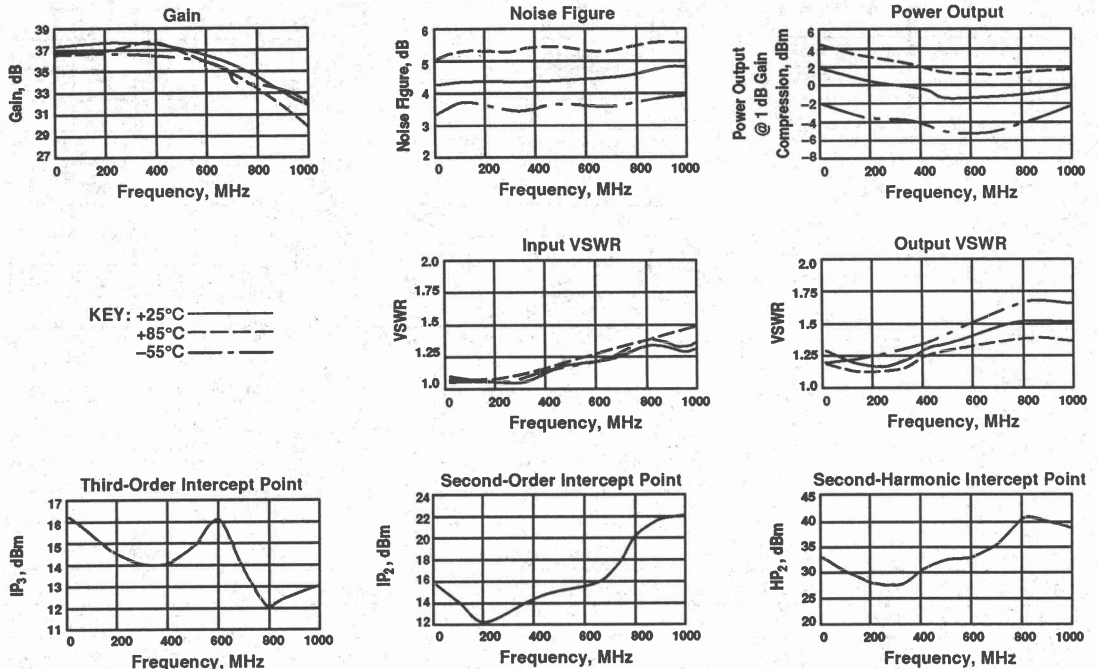 Gain
Gain, dB
39
37
35
33
31
29
27
0 200 400 600 800 1000
Frequency, MHz
Noise Figure
Noise Figure, dB
6
5
4
3
2
0 200 400 600 800 1000
Frequency, MHz
Power Output
Power Output
@ 1 dB Gain
Compression, dBm
6
4
2
0
–2
–4
–6
–8
0 200 400 600 800 1000
Frequency, MHz
KEY: +25°C
+85°C
–55°C
Input VSWR
VSWR
2.0
1.75
1.5
1.25
1.0
0 200 400 600 800 1000
Frequency, MHz
Output VSWR
VSWR
2.0
1.75
1.5
1.25
1.0
0 200 400 600 800 1000
Frequency, MHz
Third-Order Intercept Point
IP3, dBm
17
16
15
14
13
12
11
0 200 400 600 800 1000
Frequency, MHz
Second-Order Intercept Point
IP2, dBm
24
22
20
18
16
14
12
0 200 400 600 800 1000
Frequency, MHz
Second-Harmonic Intercept Point
HP2, dBm
45
40
35
30
25
20
0 200 400 600 800 1000
Frequency, MHz